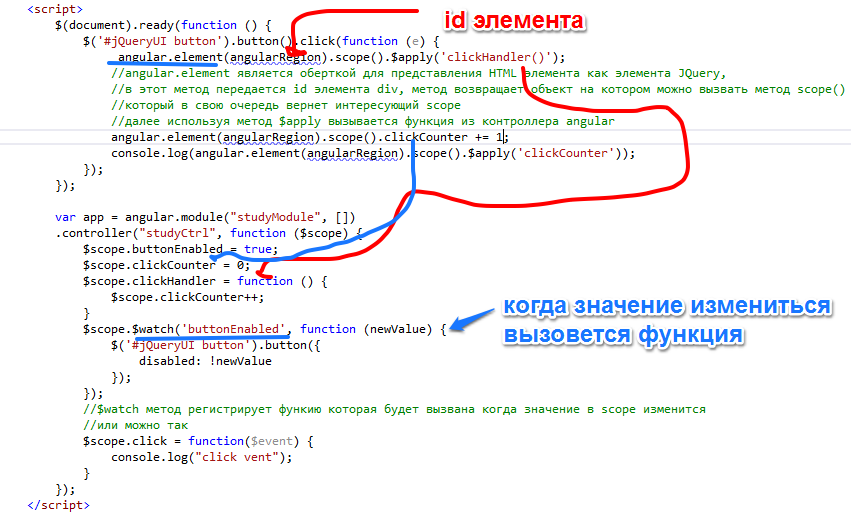 <script>
id элемента
$(document).ready(function () {
$('#jQueryUI button').button().click(function (e) {
angular.element(angularRegion).scope().$apply('clickHandler()');
//angular.element является оберткой для представления HTML элемента как элемента JQuery,
//в этот метод передается id элемента div, метод возвращает объект на котором можно вызвать метод scope()
//который в свою очередь вернет интересующий scope
//далее используя метод $apply вызывается функция из контроллера angular
angular.element(angularRegion).scope().clickCounter += 1;
console.log(angular.element(angularRegion).scope().$apply('clickCounter'));
});
});
var app = angular.module("studyModule", [])
.controller("studyCtrl", function ($scope) {
$scope.buttonEnabled = true;
$scope.clickCounter = 0;
$scope.clickHandler = function () {
$scope.clickCounter++;
}
$scope.$watch('buttonEnabled', function (newValue) {
когда значение измениться
вызовется функция
$('#jQueryUI button').button({
disabled: !newValue
});
});
//$watch метод регистрирует функию которая будет вызвана когда значение в scope изменится
//или можно так
$scope.click = function($event) {
console.log("click vent");
}
});
</script>